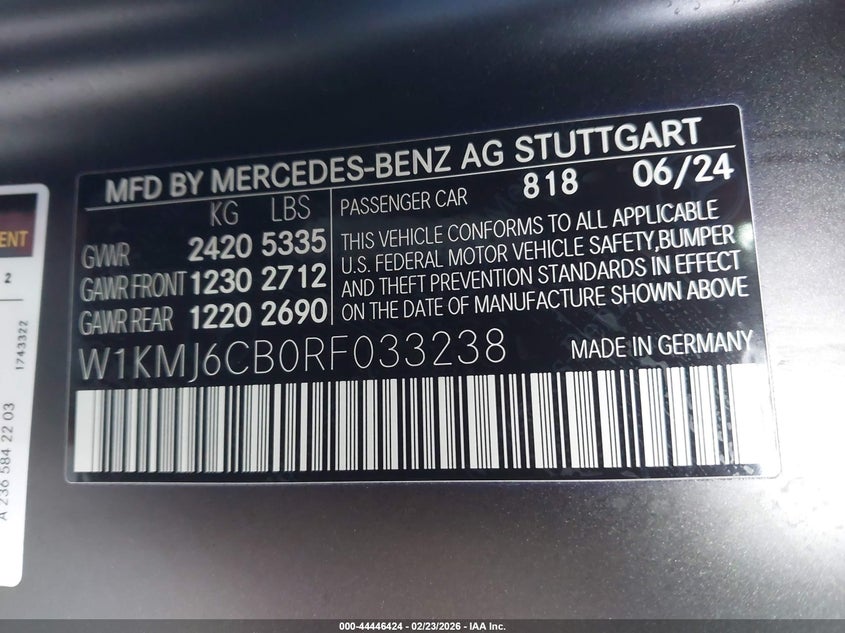 MFD BY MERCEDES-BENZ AG STUTTGART
KG LBS
GVWR 2420 5335
GAWR FRONT 1230 2712
GAWR REAR 1220 2690
PASSENGER CAR 818 06/24
THIS VEHICLE CONFORMS TO ALL APPLICABLE
U.S. FEDERAL MOTOR VEHICLE SAFETY,BUMPER
AND THEFT PREVENTION STANDARDS IN EFFECT
ON THE DATE OF MANUFACTURE SHOWN ABOVE
W1KMJ6CB0RF033238 MADE IN GERMANY
2
1743322
A 236 584 22 03
000-44446424 | 02/23/2026 - IAA Inc.